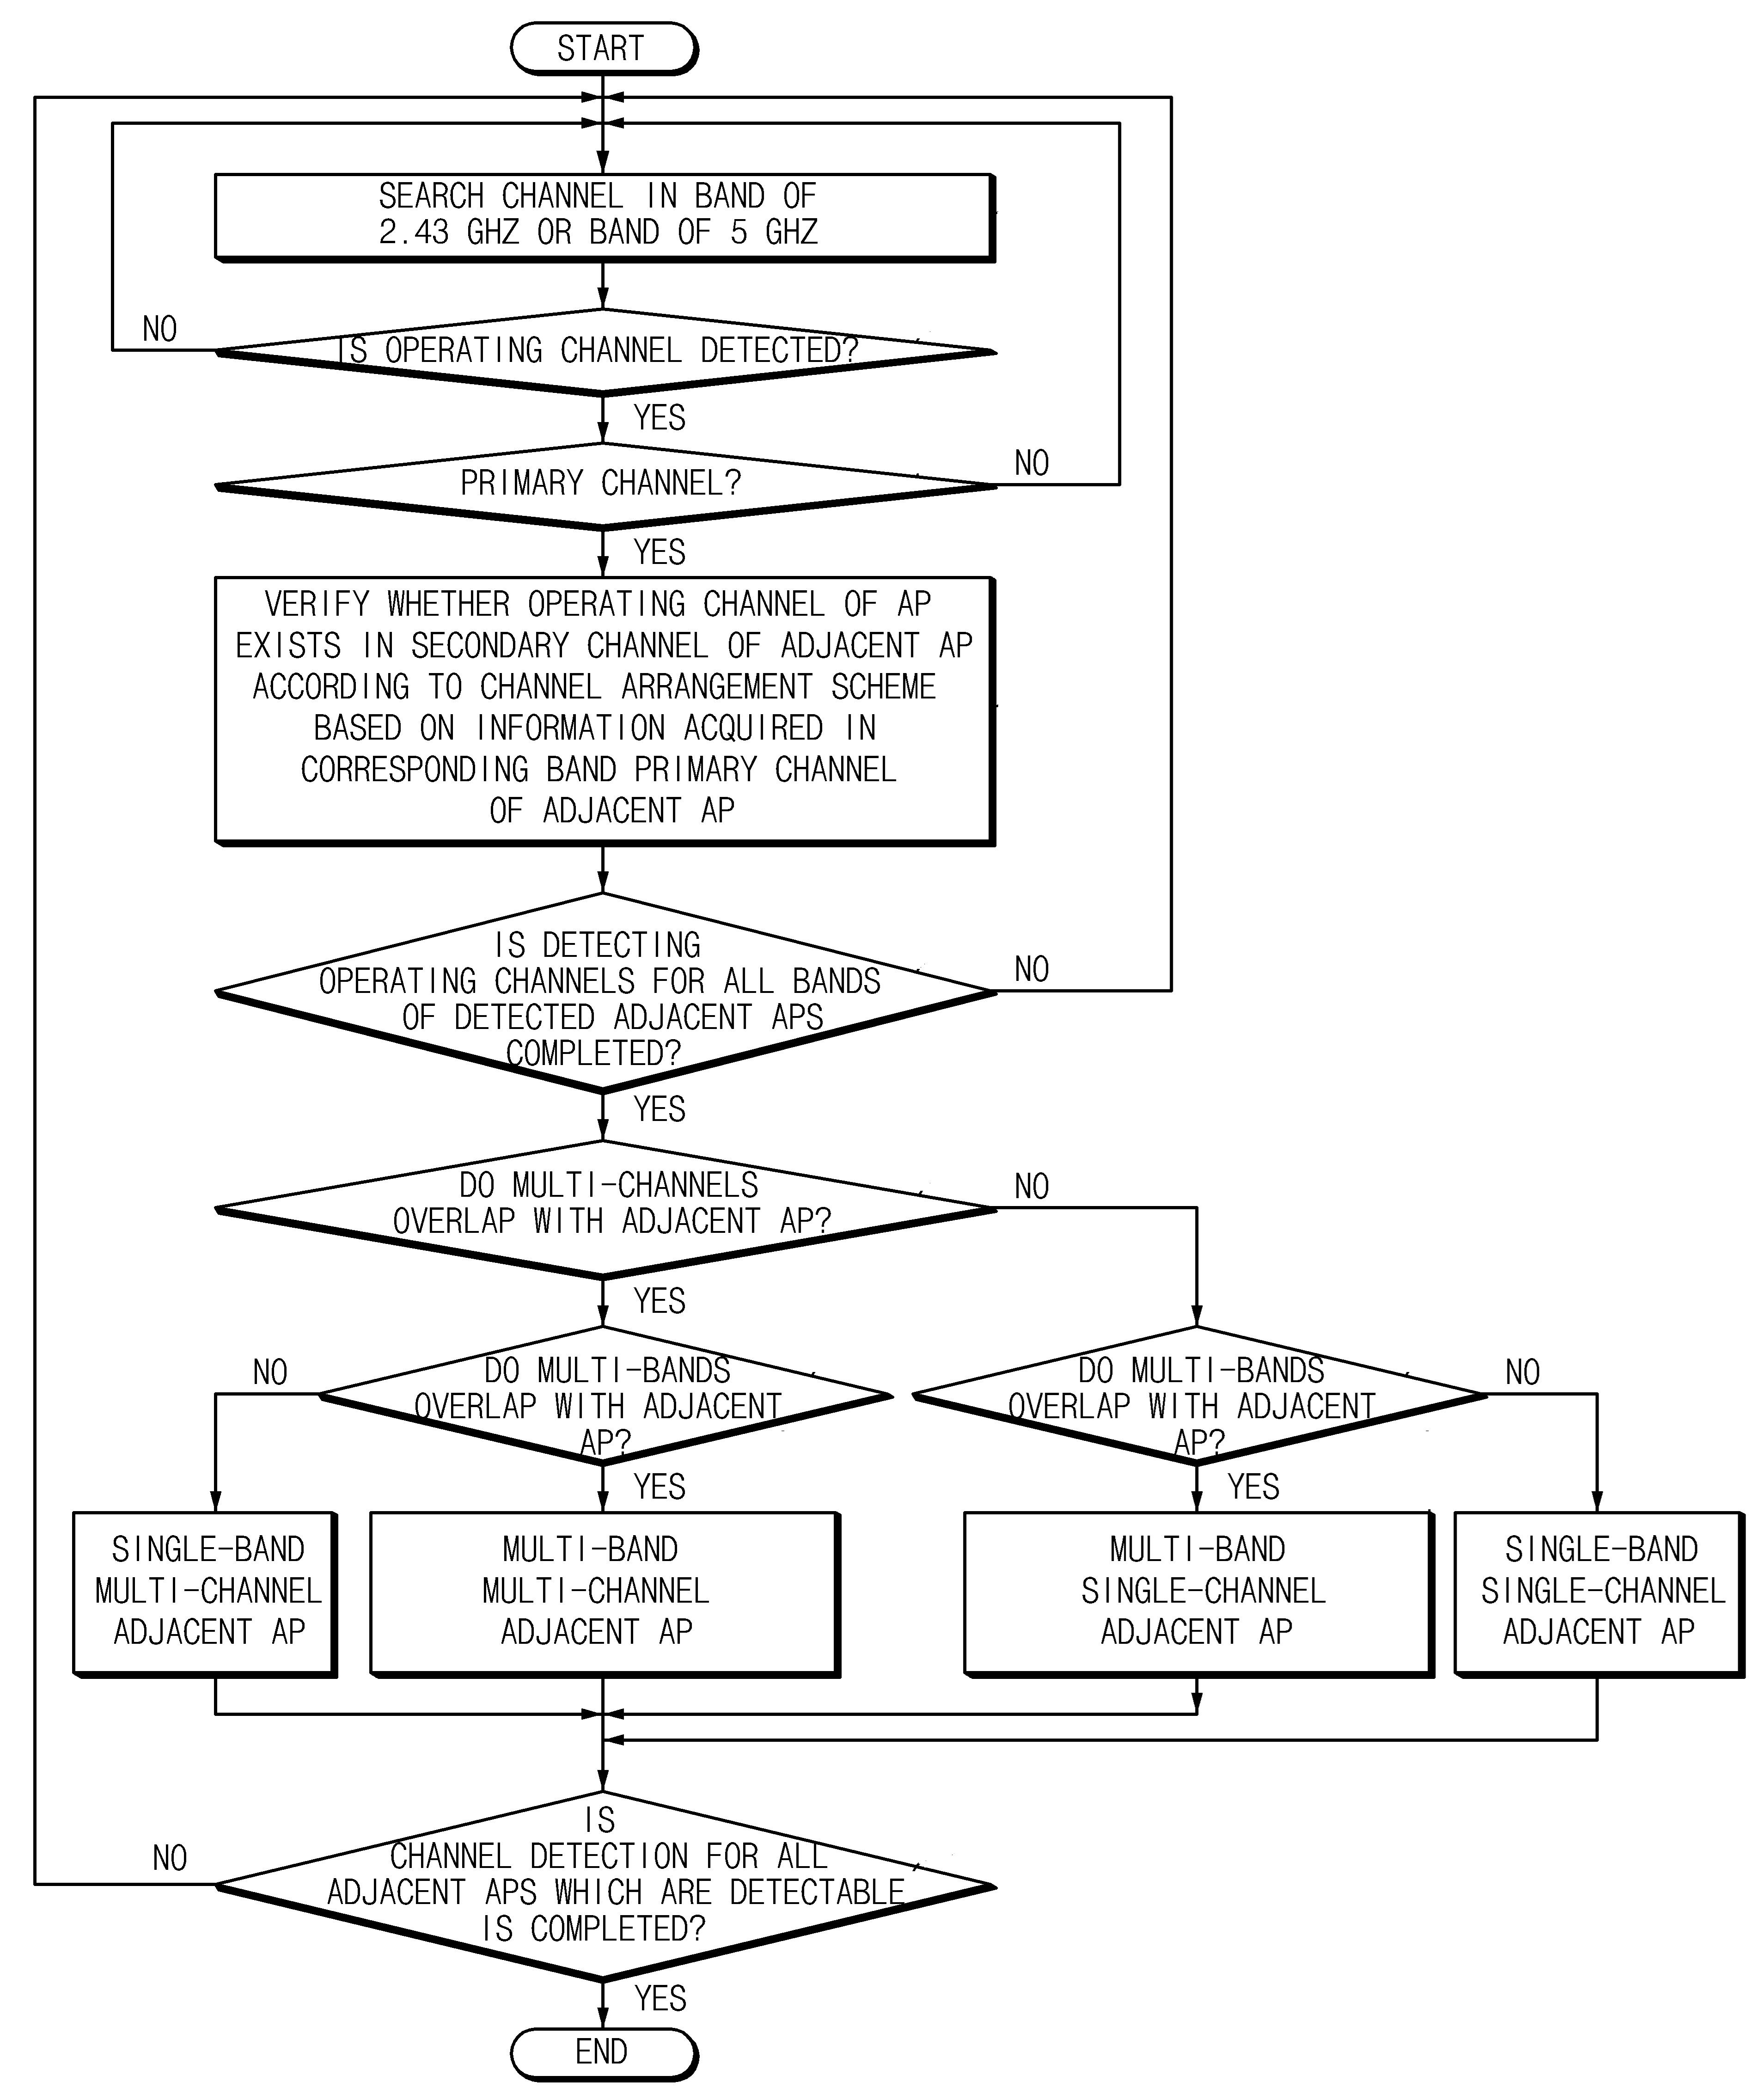 START
SEARCH CHANNEL IN BAND OF
2.43 GHZ OR BAND OF 5 GHZ
NO
IS OPERATING CHANNEL DETECTED?
YES
PRIMARY CHANNEL?
NO
YES
VERIFY WHETHER OPERATING CHANNEL OF AP
EXISTS IN SECONDARY CHANNEL OF ADJACENT AP
ACCORDING TO CHANNEL ARRANGEMENT SCHEME
BASED ON INFORMATION ACQUIRED IN
CORRESPONDING BAND PRIMARY CHANNEL
OF ADJACENT AP
IS DETECTING
OPERATING CHANNELS FOR ALL BANDS
OF DETECTED ADJACENT APS
COMPLETED?
NO
YES
DO MULTI-CHANNELS
OVERLAP WITH ADJACENT AP?
NO
YES
NO
DO MULTI-BANDS
OVERLAP WITH ADJACENT
AP?
YES
DO MULTI-BANDS
OVERLAP WITH ADJACENT
AP?
NO
YES
SINGLE-BAND
MULTI-CHANNEL
ADJACENT AP
MULTI-BAND
MULTI-CHANNEL
ADJACENT AP
MULTI-BAND
SINGLE-CHANNEL
ADJACENT AP
SINGLE-BAND
SINGLE-CHANNEL
ADJACENT AP
NO
IS
CHANNEL DETECTION FOR ALL
ADJACENT APS WHICH ARE DETECTABLE
IS COMPLETED?
YES
END